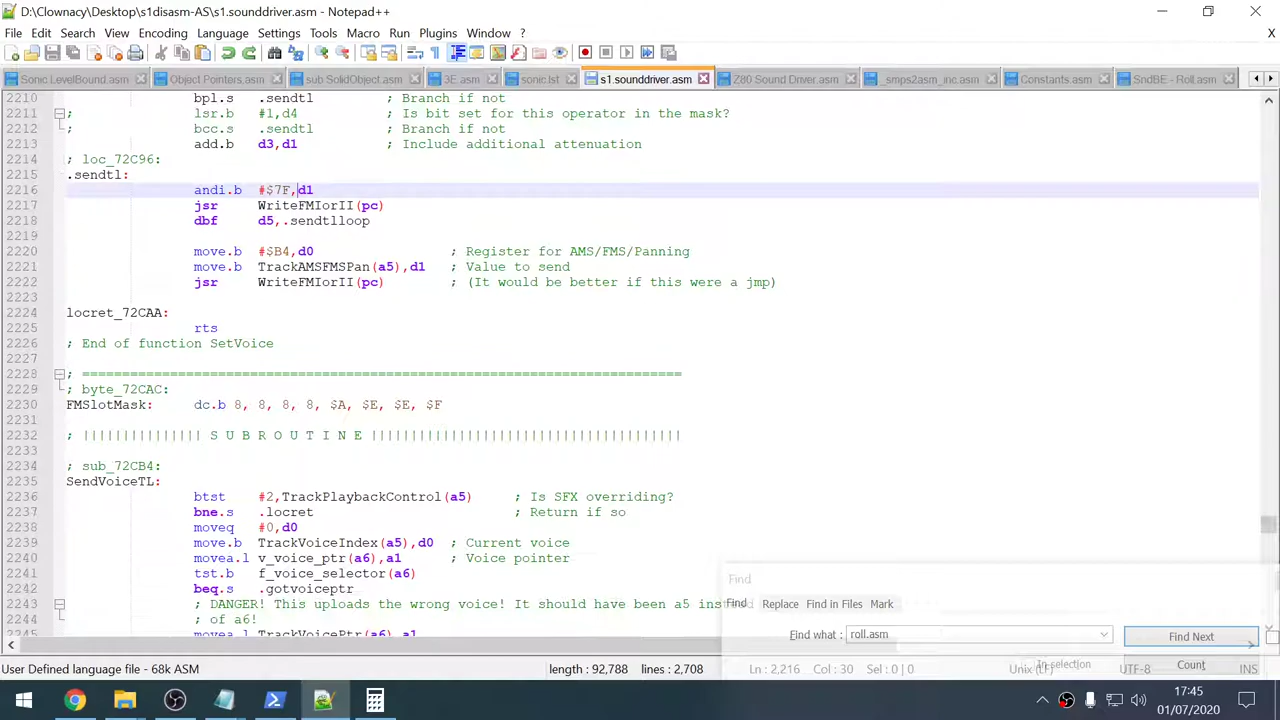 D:\Clownacy\Desktop\s1disasm-AS\s1.sounddriver.asm - Notepad++
File Edit Search View Encoding Language Settings Tools Macro Run Plugins Window ? X
Sonic LevelBound.asm Object Pointers.asm sub SolidObject.asm 3E.asm sonic.lst s1.sounddriver.asm Z80 Sound Driver.asm _smps2asm_inc.asm Constants.asm SndBE - Roll.asm
2210 bpl.s .sendtl ; Branch if not
2211 ; lsr.b #1,d4 ; Is bit set for this operator in the mask?
2212 ; bcc.s .sendtl ; Branch if not
2213 add.b d3,d1 ; Include additional attenuation
2214 ; loc_72C96:
2215 .sendtl:
2216 andi.b #$7F,d1
2217 jsr WriteFMIorII(pc)
2218 dbf d5,.sendtlloop
2219
2220 move.b #$B4,d0 ; Register for AMS/FMS/Panning
2221 move.b TrackAMSFMSPan(a5),d1 ; Value to send
2222 jsr WriteFMIorII(pc) ; (It would be better if this were a jmp)
2223
2224 locret_72CAA:
2225 rts
2226 ; End of function SetVoice
2227
2228 ; ===========================================================================
2229 ; byte_72CAC:
2230 FMSlotMask: dc.b 8, 8, 8, 8, $A, $E, $E, $F
2231
2232 ; ||||||||||||||| S U B R O U T I N E |||||||||||||||||||||||||||||||||||||||
2233
2234 ; sub_72CB4:
2235 SendVoiceTL:
2236 btst #2,TrackPlaybackControl(a5) ; Is SFX overriding?
2237 bne.s .locret ; Return if so
2238 moveq #0,d0
2239 move.b TrackVoiceIndex(a5),d0 ; Current voice
2240 movea.l v_voice_ptr(a6),a1 ; Voice pointer
2241 tst.b f_voice_selector(a6)
2242 beq.s .gotvoiceptr
2243 ; DANGER! This uploads the wrong voice! It should have been a5 inst
2244 ; of a6!
2245 movea.l TrackVoicePtr(a6),a1
Find
Find Replace Find in Files Mark
Find what : roll.asm Find Next
In selection Count
User Defined language file - 68k ASM length : 92,788 lines : 2,708 Ln : 2,216 Col : 30 Sel : 0 | 0 Unix (LF) UTF-8 INS
17:45
01/07/2020